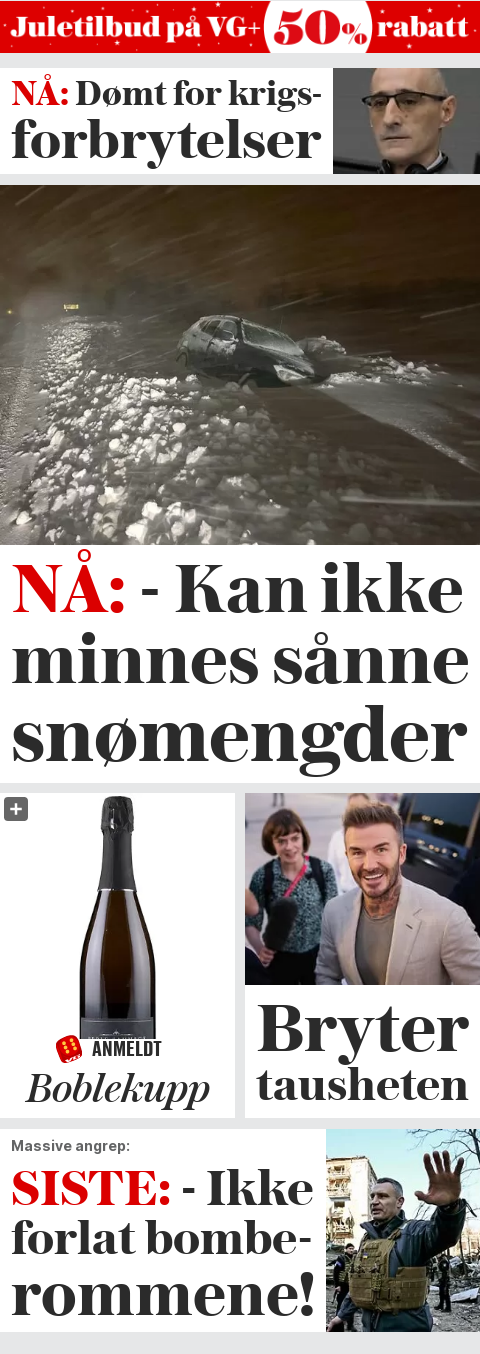 Juletilbud på VG+ 50% rabatt
NÅ: Dømt for krigs-
forbrytelser
NÅ: - Kan ikke
minnes sånne
snømengder
+
VG
ANMELDT
Boblekupp
Bryter
tausheten
Massive angrep:
SISTE: - Ikke
forlat bombe-
rommene!